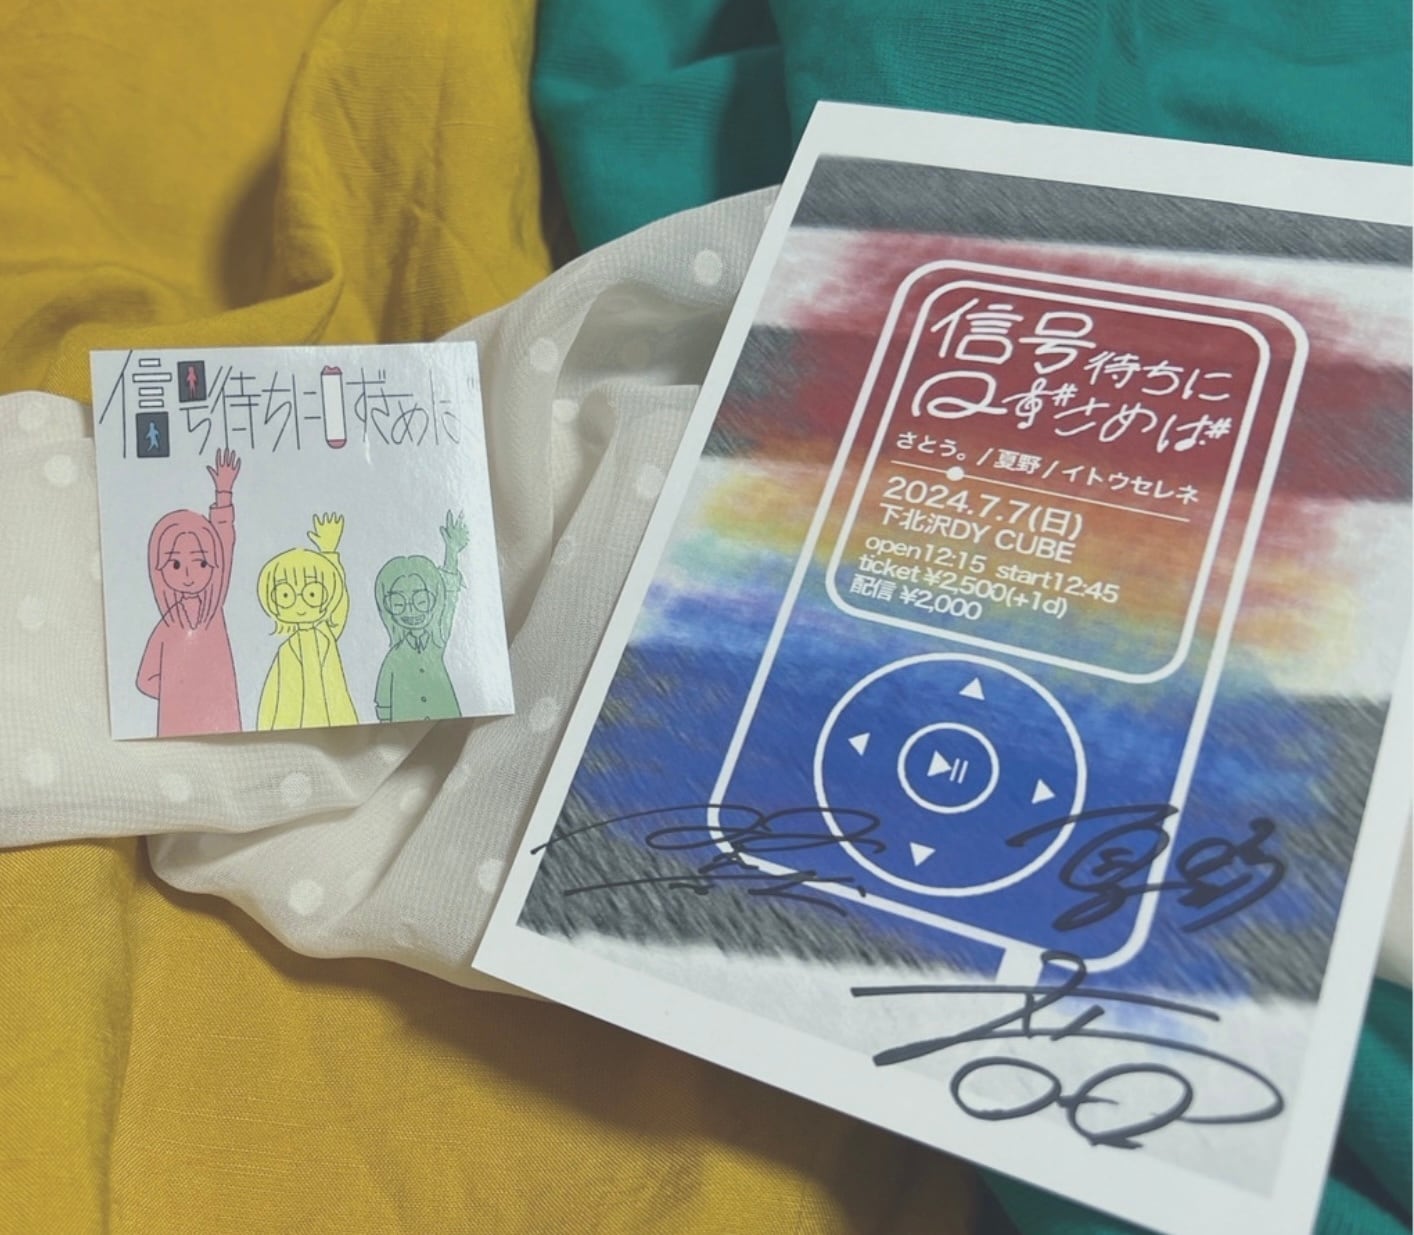 信号待ちに口ずさめば
信号待ちに
口ずさめば
さとう。/夏野/イトウセレネ
2024.7.7(日)
下北沢DY CUBE
open12:15 start12:45
ticket ¥2,500(+1d)
配信 ¥2,000
夏野